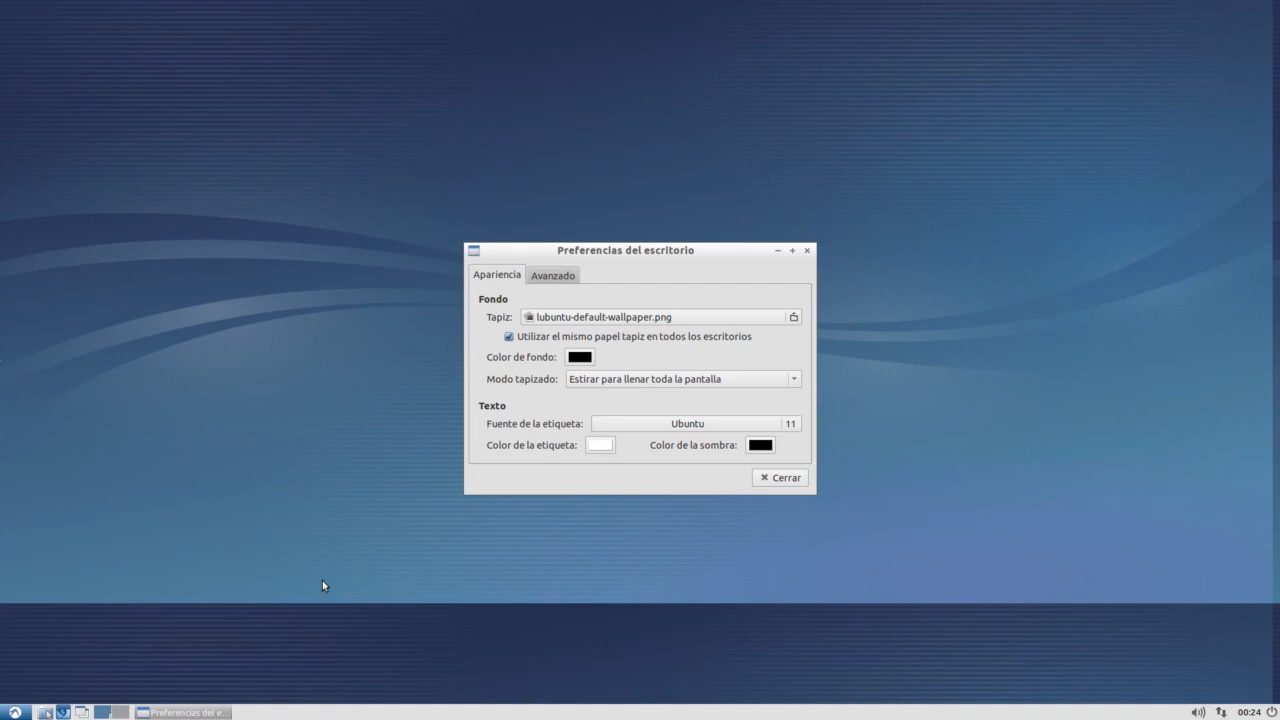 Preferencias del escritorio
Apariencia Avanzado
Fondo
Tapiz: lubuntu-default-wallpaper.png
Utilizar el mismo papel tapiz en todos los escritorios
Color de fondo:
Modo tapizado: Estirar para llenar toda la pantalla
Texto
Fuente de la etiqueta: Ubuntu 11
Color de la etiqueta: Color de la sombra:
Cerrar
Preferencias del e... 00:24